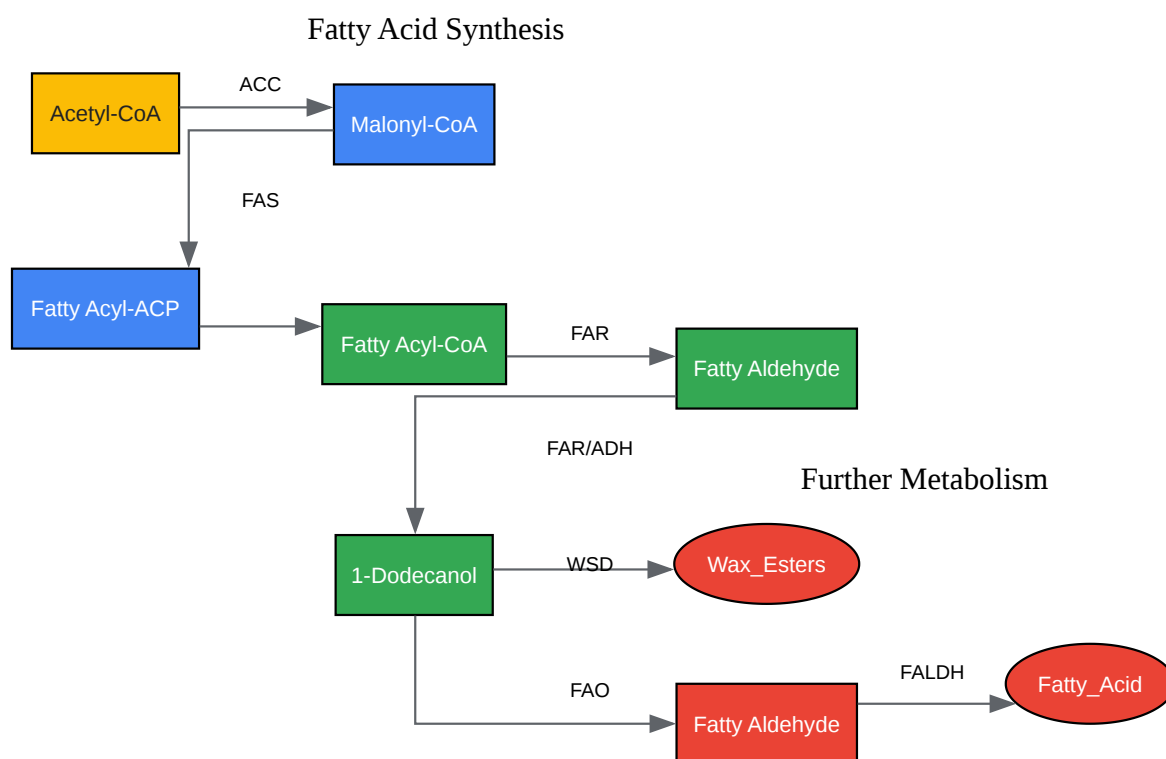 Fatty Acid Synthesis
ACC
Acetyl-CoA
Malonyl-CoA
FAS
Fatty Acyl-ACP
Fatty Acyl-CoA
FAR
Fatty Aldehyde
FAR/ADH
Further Metabolism
1-Dodecanol
WSD
Wax_Esters
FAO
Fatty Aldehyde
FALDH
Fatty_Acid